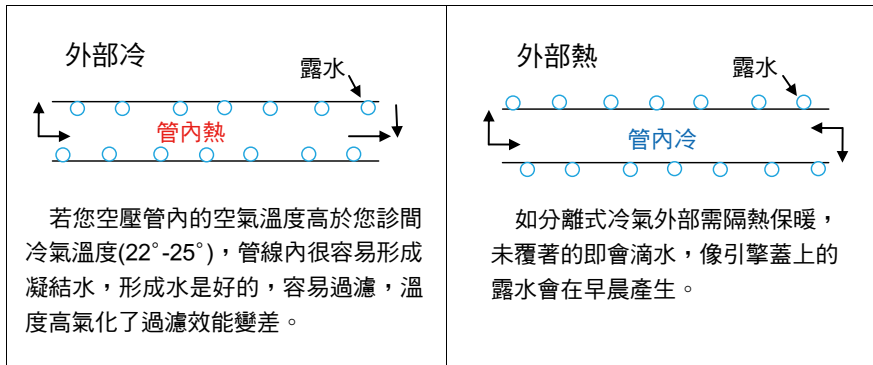 外部冷
露水
管內熱
若您空壓管內的空氣溫度高於您診間
冷氣溫度(22°-25°)，管線內很容易形成
凝結水，形成水是好的，容易過濾，溫
度高氣化了過濾效能變差。
外部熱
露水
管內冷
如分離式冷氣外部需隔熱保暖，
未覆著的即會滴水，像引擎蓋上的
露水會在早晨產生。